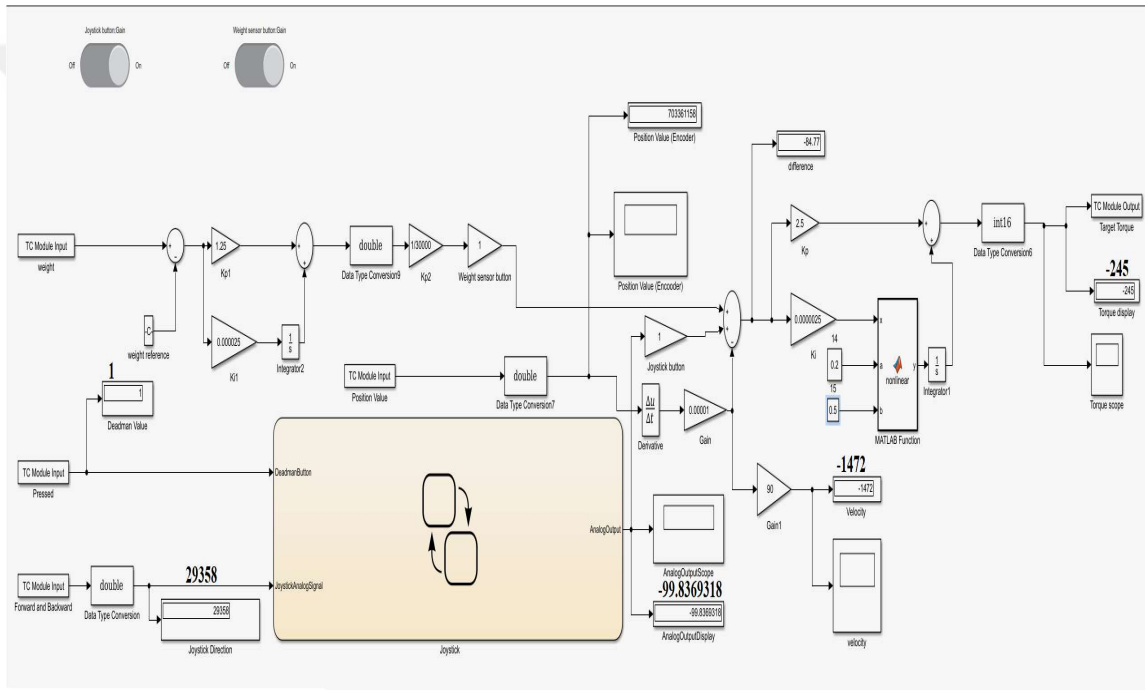 Joystick button:Gain
Off
On
Weight sensor button:Gain
Off
On
703361158
Position Value (Encoder)
-84.77
difference
Position Value (Encoder)
TC Module Input
weight
+
−
1.25
Kp1
+
+
double
Data Type Conversion9
1/30000
Kp2
1
Weight sensor button
-C
weight reference
0.000025
Ki1
1
s
Integrator2
1
1
Deadman Value
TC Module Input
Position Value
double
Data Type Conversion7
1
Joystick button
Δu
Δt
Derivative
0.00001
Gain
+
+
−
2.5
Kp
0.0000025
Ki
14
0.2
15
0.5
x
a
b
nonlinear
y
MATLAB Function
1
s
Integrator1
+
+
int16
Data Type Conversion6
TC Module Output
Target Torque
-245
-245
Torque display
Torque scope
TC Module Input
Pressed
DeadmanButton
AnalogOutput
JoystickAnalogSignal
Joystick
TC Module Input
Forward and Backward
double
Data Type Conversion
29358
29358
Joystick Direction
AnalogOutputScope
-99.8369318
-99.8369318
AnalogOutputDisplay
90
Gain1
-1472
-1472
Velocity
velocity